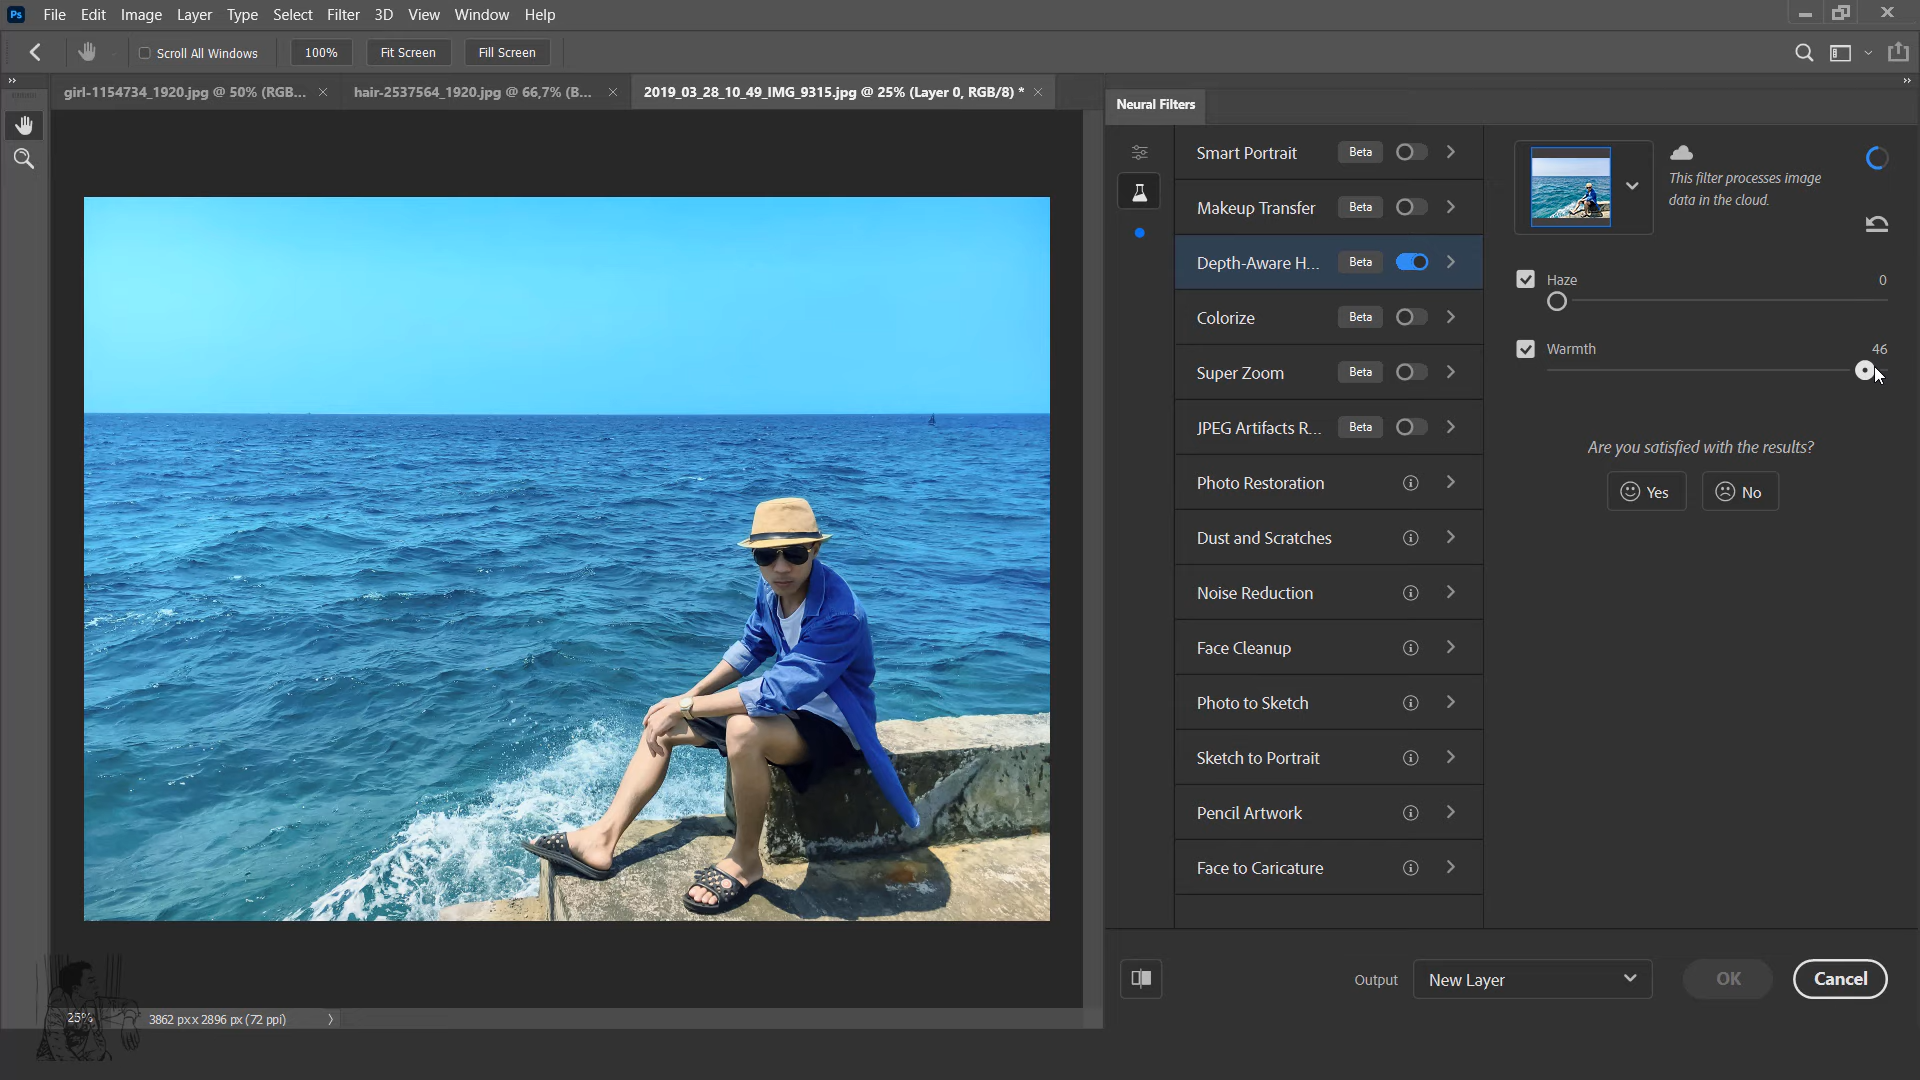 Ps File Edit Image Layer Type Select Filter 3D View Window Help
Scroll All Windows 100% Fit Screen Fill Screen
girl-1154734_1920.jpg @ 50% (RGB... × hair-2537564_1920.jpg @ 66,7% (B... × 2019_03_28_10_49_IMG_9315.jpg @ 25% (Layer 0, RGB/8) * ×
Neural Filters
Smart Portrait Beta
Makeup Transfer Beta
Depth-Aware H... Beta
Colorize Beta
Super Zoom Beta
JPEG Artifacts R... Beta
Photo Restoration
Dust and Scratches
Noise Reduction
Face Cleanup
Photo to Sketch
Sketch to Portrait
Pencil Artwork
Face to Caricature
This filter processes image
data in the cloud.
Haze 0
Warmth 46
Are you satisfied with the results?
Yes No
Output New Layer OK Cancel
25% 3862 px x 2896 px (72 ppi)